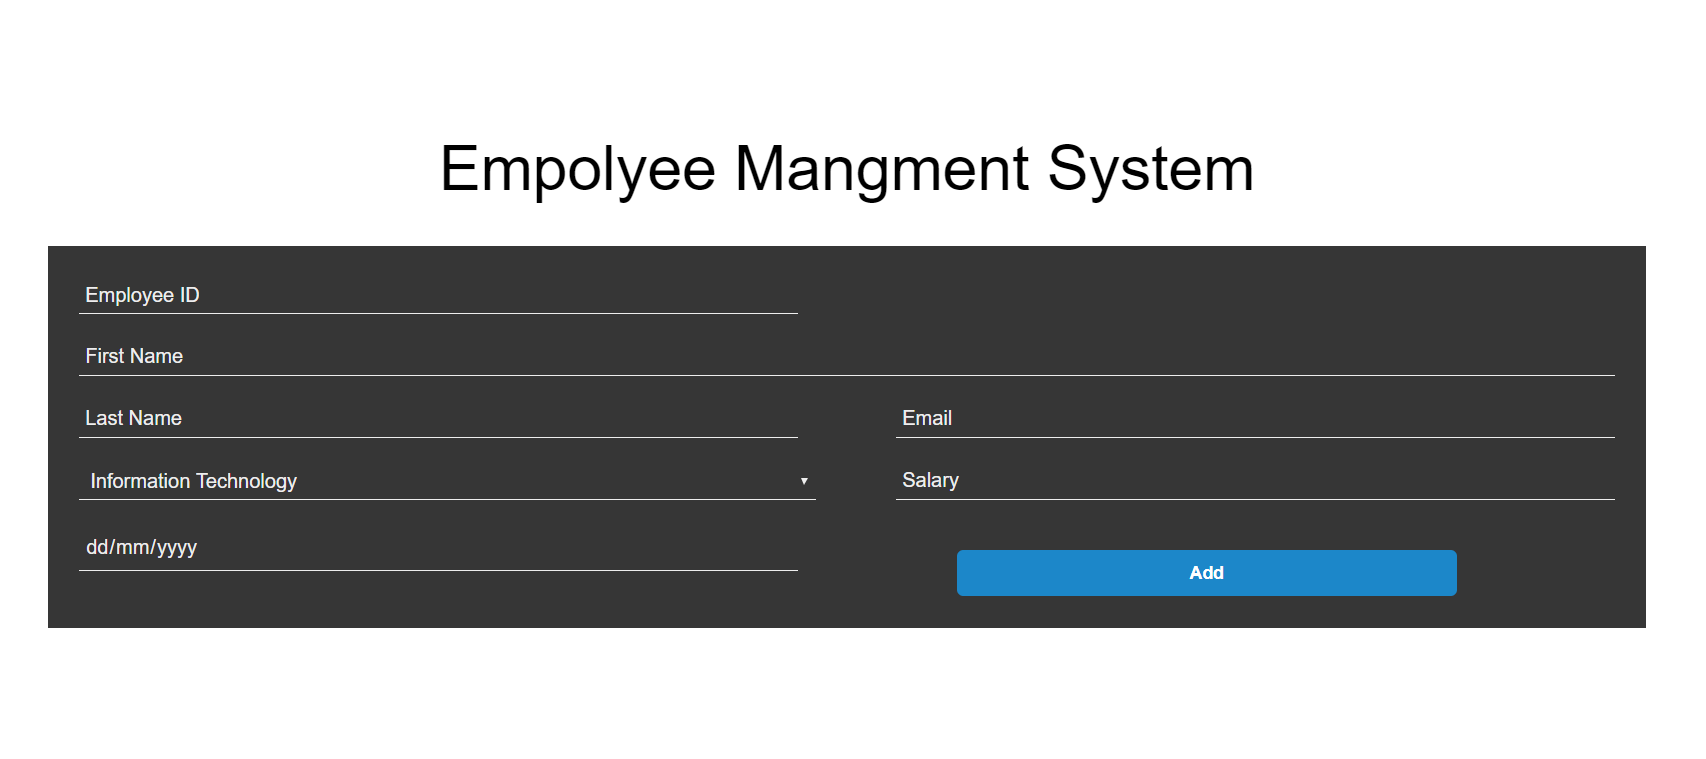 Empolyee Mangment System
Employee ID
First Name
Last Name
Email
Information Technology
Salary
dd/mm/yyyy
Add